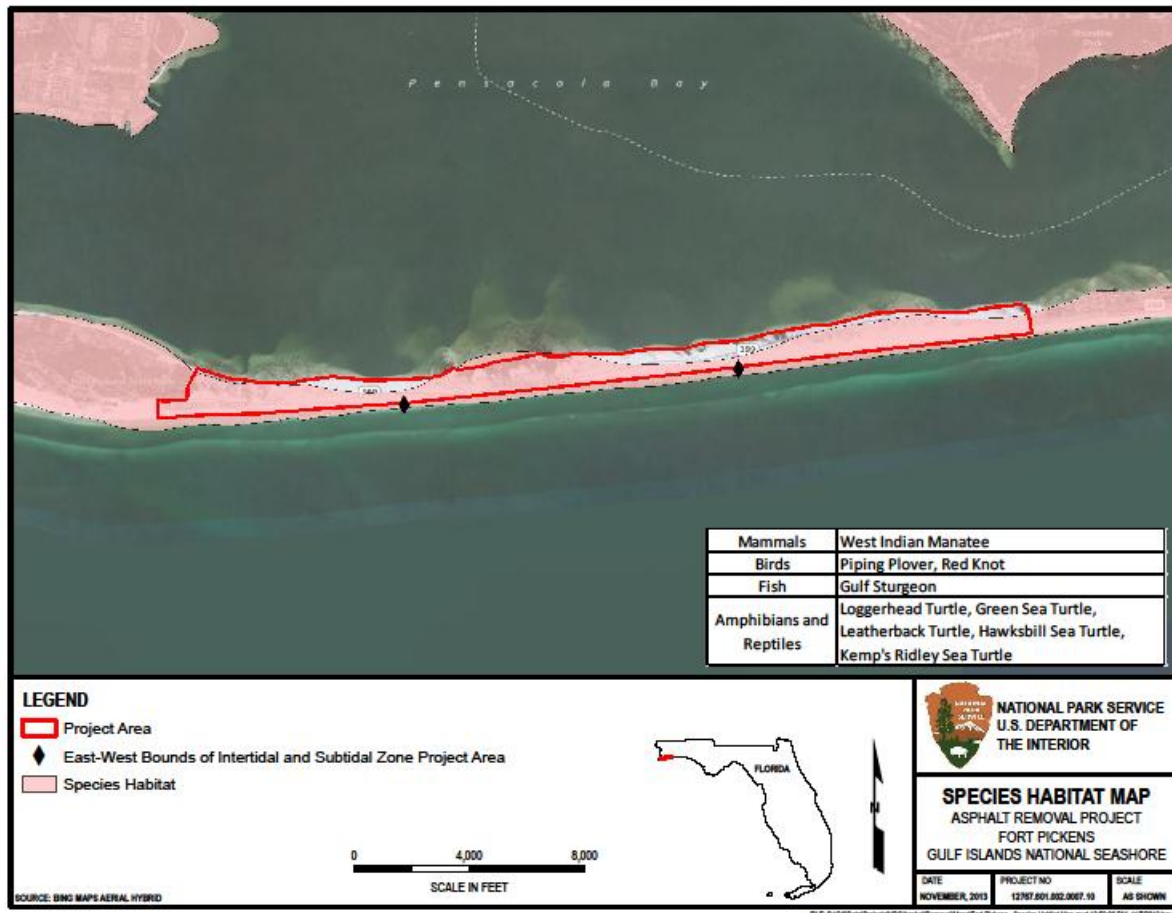 Pensacola Bay
399
Mammals West Indian Manatee
Birds Piping Plover, Red Knot
Fish Gulf Sturgeon
Amphibians and Reptiles Loggerhead Turtle, Green Sea Turtle,
Leatherback Turtle, Hawksbill Sea Turtle,
Kemp's Ridley Sea Turtle
LEGEND
Project Area
East-West Bounds of Intertidal and Subtidal Zone Project Area
Species Habitat
FLORIDA
N
0 4,000 8,000
SCALE IN FEET
SOURCE: BING MAPS AERIAL HYBRID
NATIONAL PARK SERVICE
U.S. DEPARTMENT OF
THE INTERIOR
SPECIES HABITAT MAP
ASPHALT REMOVAL PROJECT
FORT PICKENS
GULF ISLANDS NATIONAL SEASHORE
DATE PROJECT NO SCALE
NOVEMBER, 2013 12767.601.802.0067.10 AS SHOWN